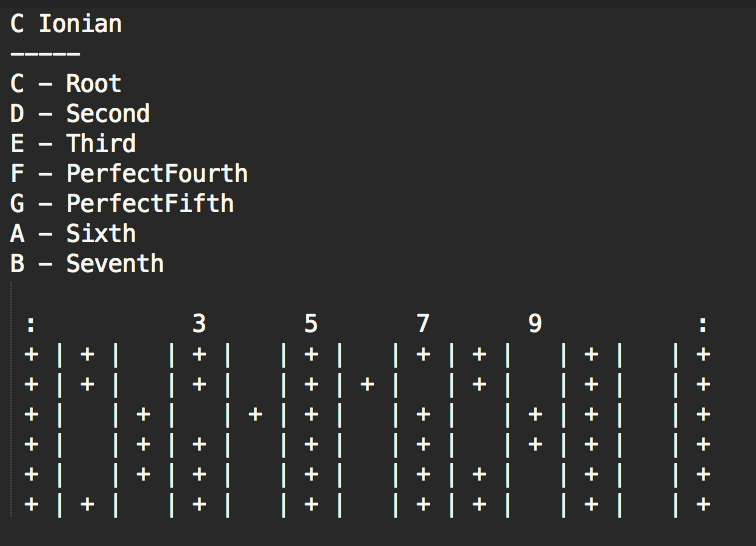 C Ionian
-----
C - Root
D - Second
E - Third
F - PerfectFourth
G - PerfectFifth
A - Sixth
B - Seventh
 :           3       5       7       9           :
 + | + |   | + |   | + |   | + | + |   | + |   | +
 + | + |   | + |   | + | + |   | + |   | + |   | +
 + |   | + |   | + | + |   | + |   | + | + |   | +
 + |   | + | + |   | + |   | + |   | + | + |   | +
 + |   | + | + |   | + |   | + | + |   | + |   | +
 + | + |   | + |   | + |   | + | + |   | + |   | +